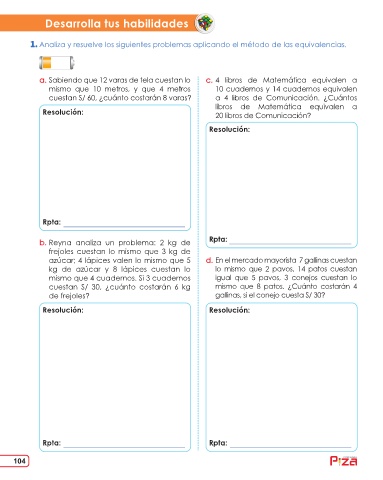 Desarrolla tus habilidades
1. Analiza y resuelve los siguientes problemas aplicando el método de las equivalencias.
a. Sabiendo que 12 varas de tela cuestan lo
mismo que 10 metros, y que 4 metros
cuestan S/ 60, ¿cuánto costarán 8 varas?
Resolución:
Rpta:
b. Reyna analiza un problema: 2 kg de
frejoles cuestan lo mismo que 3 kg de
azúcar; 4 lápices valen lo mismo que 5
kg de azúcar y 8 lápices cuestan lo
mismo que 4 cuadernos. Si 3 cuadernos
cuestan S/ 30, ¿cuánto costarán 6 kg
de frejoles?
Resolución:
Rpta:
c. 4 libros de Matemática equivalen a
10 cuadernos y 14 cuadernos equivalen
a 4 libros de Comunicación. ¿Cuántos
libros de Matemática equivalen a
20 libros de Comunicación?
Resolución:
Rpta:
d. En el mercado mayorista 7 gallinas cuestan
lo mismo que 2 pavos, 14 patos cuestan
igual que 5 pavos, 3 conejos cuestan lo
mismo que 8 patos. ¿Cuánto costarán 4
gallinas, si el conejo cuesta S/ 30?
Resolución:
Rpta:
104